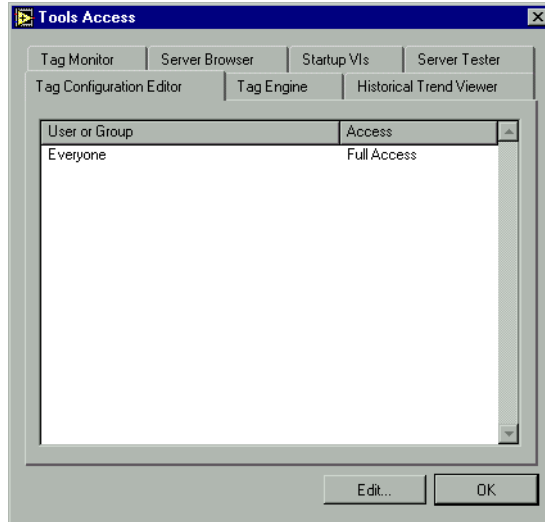 Tools Access
Tag Monitor Server Browser Startup VIs Server Tester
Tag Configuration Editor Tag Engine Historical Trend Viewer
User or Group Access
Everyone Full Access
Edit... OK